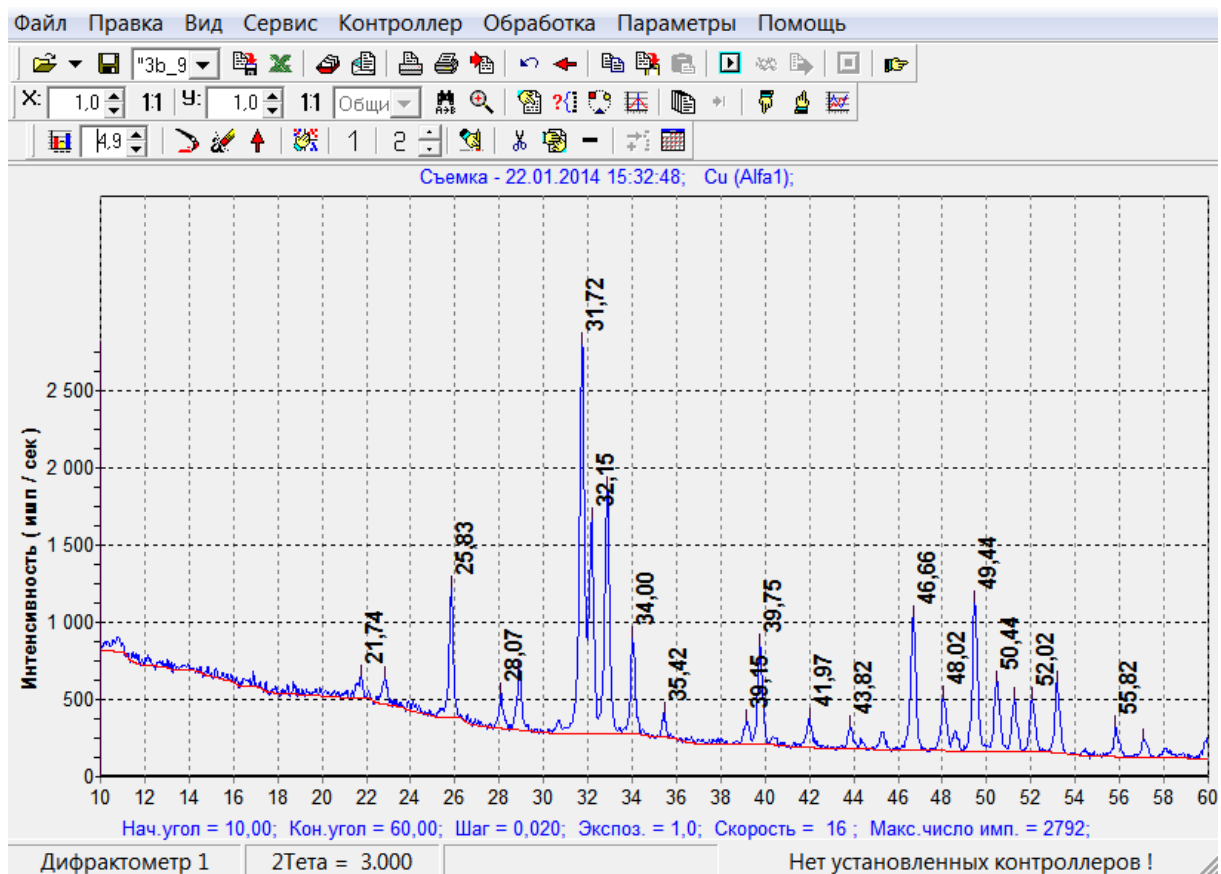 Файл Правка Вид Сервис Контроллер Обработка Параметры Помощь
"3b_9
X: 1,0 1:1 У: 1,0 1:1 Общи
4,9 1 2
Съемка - 22.01.2014 15:32:48; Cu (Alfa1);
31,72
32,15
25,83
49,44
46,66
39,75
34,00
21,74
28,07
35,42
39,15
41,97
43,82
48,02
50,44
52,02
55,82
Интенсивность ( имп / сек )
2 500
2 000
1 500
1 000
500
0
10 12 14 16 18 20 22 24 26 28 30 32 34 36 38 40 42 44 46 48 50 52 54 56 58 60
Нач.угол = 10,00; Кон.угол = 60,00; Шаг = 0,020; Экспоз. = 1,0; Скорость = 16 ; Макс.число имп. = 2792;
Дифрактометр 1 2Тета = 3.000 Нет установленных контроллеров !